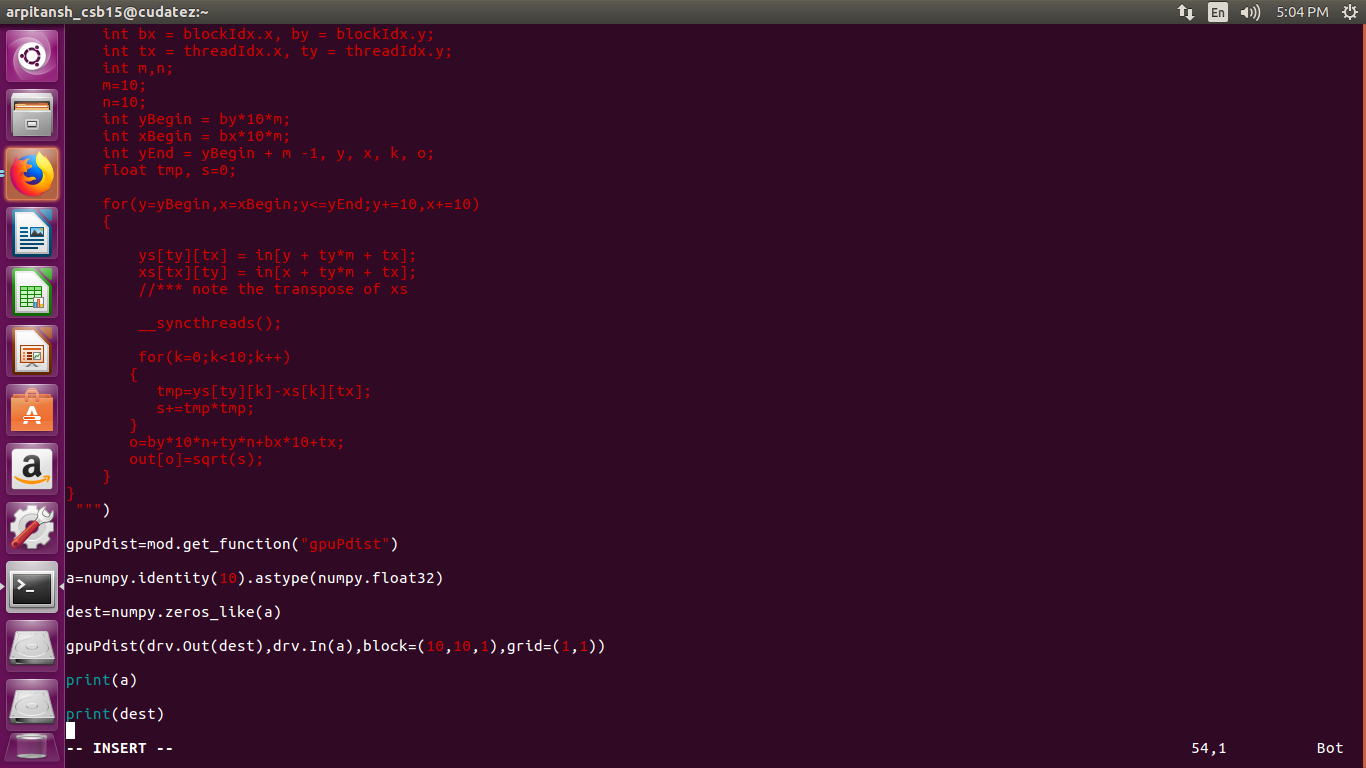 arpitansh_csb15@cudatez:~
En
5:04 PM
int bx = blockIdx.x, by = blockIdx.y;
int tx = threadIdx.x, ty = threadIdx.y;
int m,n;
m=10;
n=10;
int yBegin = by*10*m;
int xBegin = bx*10*m;
int yEnd = yBegin + m -1, y, x, k, o;
float tmp, s=0;
for(y=yBegin,x=xBegin;y<=yEnd;y+=10,x+=10)
{
ys[ty][tx] = in[y + ty*m + tx];
xs[tx][ty] = in[x + ty*m + tx];
//*** note the transpose of xs
__syncthreads();
for(k=0;k<10;k++)
{
tmp=ys[ty][k]-xs[k][tx];
s+=tmp*tmp;
}
o=by*10*n+ty*n+bx*10+tx;
out[o]=sqrt(s);
}
}
""")
gpuPdist=mod.get_function("gpuPdist")
a=numpy.identity(10).astype(numpy.float32)
dest=numpy.zeros_like(a)
gpuPdist(drv.Out(dest),drv.In(a),block=(10,10,1),grid=(1,1))
print(a)
print(dest)
-- INSERT --
54,1
Bot